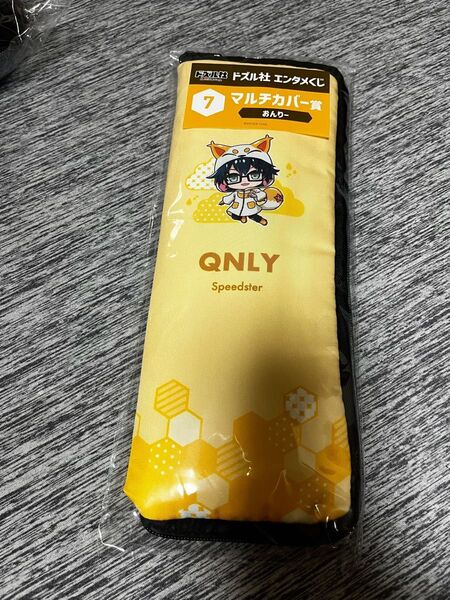 ドズル社
ドズル社 エンタメくじ
7
マルチカバー賞
おんりー
QNLY
Speedster